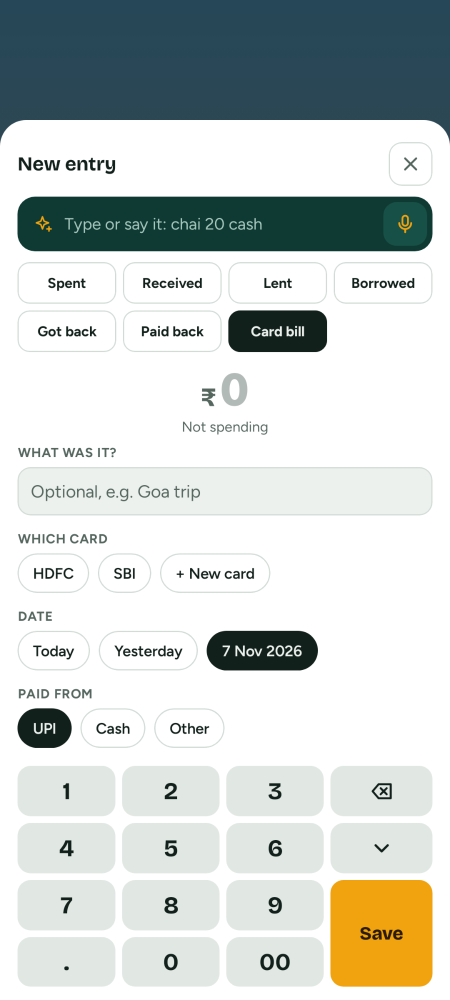 New entry
Type or say it: chai 20 cash
Spent Received Lent Borrowed
Got back Paid back Card bill
₹0
Not spending
WHAT WAS IT?
Optional, e.g. Goa trip
WHICH CARD
HDFC SBI + New card
DATE
Today Yesterday 7 Nov 2026
PAID FROM
UPI Cash Other
1 2 3
4 5 6
7 8 9
Save
. 0 00